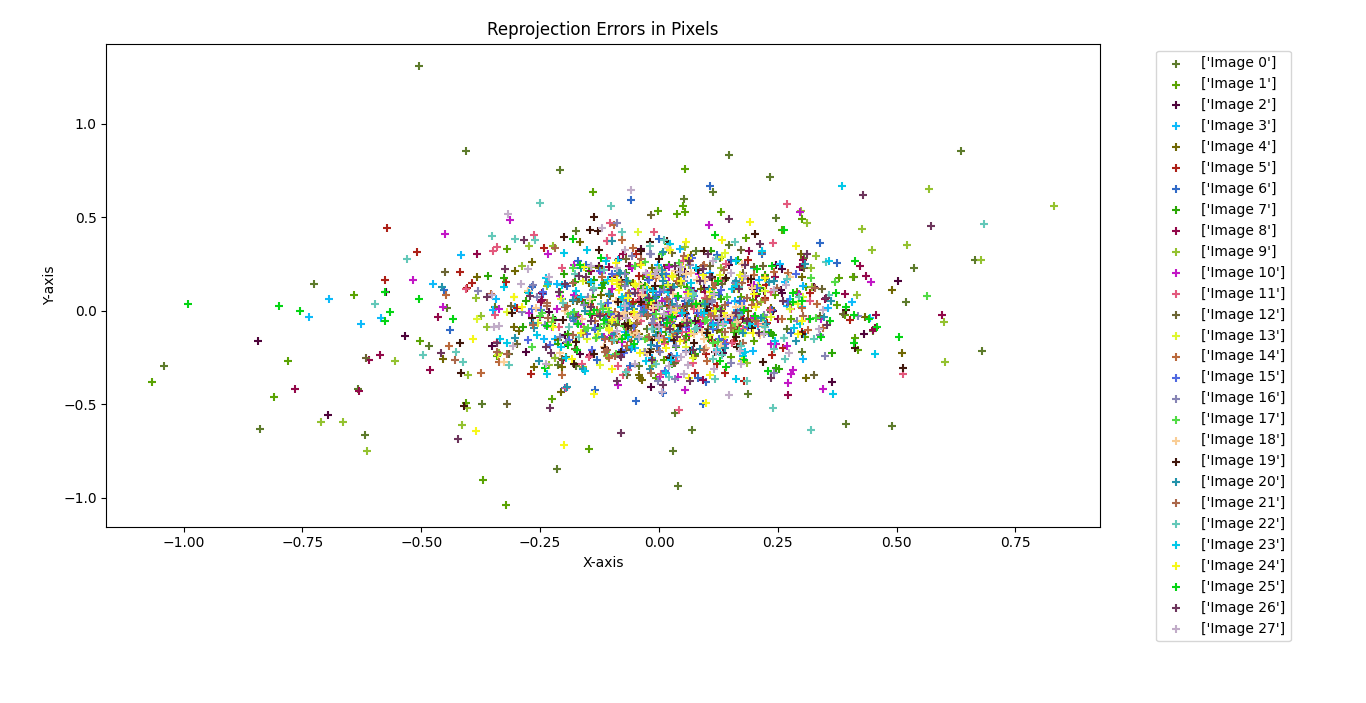 Reprojection Errors in Pixels
Y-axis
1.0
0.5
0.0
−0.5
−1.0
−1.00
−0.75
−0.50
−0.25
0.00
0.25
0.50
0.75
X-axis
['Image 0']
['Image 1']
['Image 2']
['Image 3']
['Image 4']
['Image 5']
['Image 6']
['Image 7']
['Image 8']
['Image 9']
['Image 10']
['Image 11']
['Image 12']
['Image 13']
['Image 14']
['Image 15']
['Image 16']
['Image 17']
['Image 18']
['Image 19']
['Image 20']
['Image 21']
['Image 22']
['Image 23']
['Image 24']
['Image 25']
['Image 26']
['Image 27']